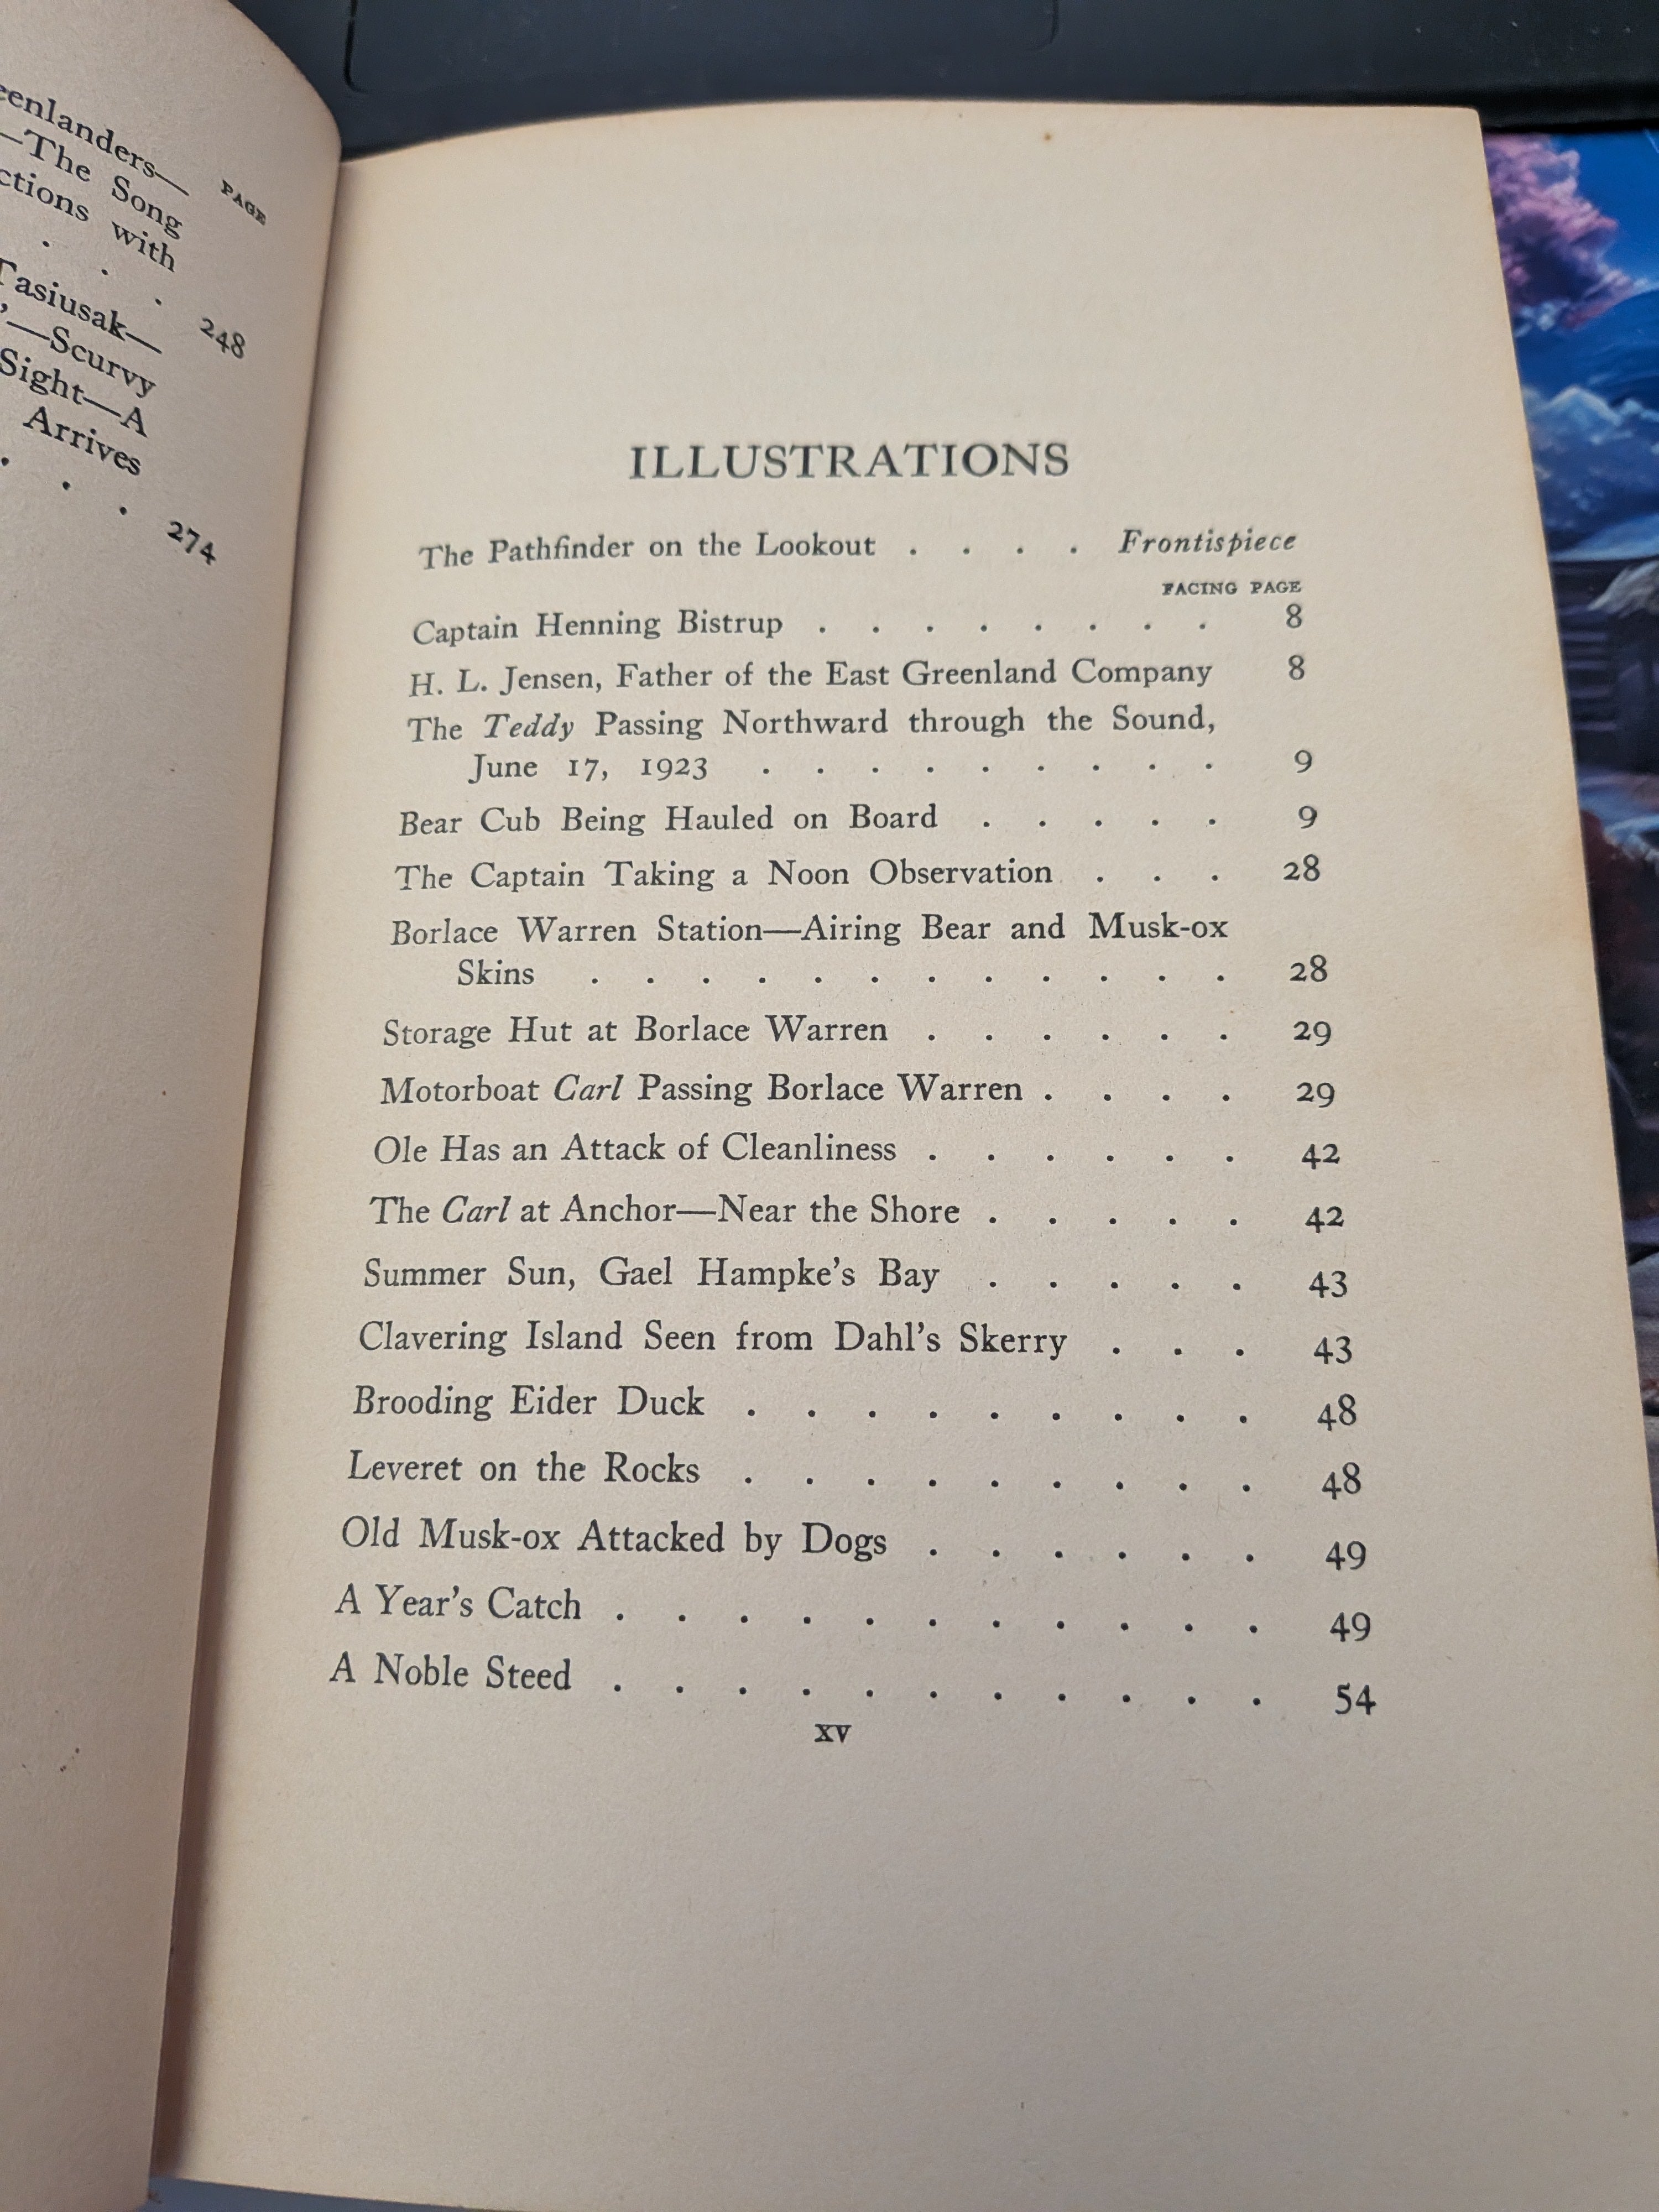 PAGE
—The Song
with
. . . 248
Tasiusak—
—Scurvy
Sight—A
Arrives
. . . 274
ILLUSTRATIONS
The Pathfinder on the Lookout . . . . Frontispiece
FACING PAGE
Captain Henning Bistrup . . . . . . . . 8
H. L. Jensen, Father of the East Greenland Company 8
The Teddy Passing Northward through the Sound,
June 17, 1923 . . . . . . . . . 9
Bear Cub Being Hauled on Board . . . . . 9
The Captain Taking a Noon Observation . . . 28
Borlace Warren Station—Airing Bear and Musk-ox
Skins . . . . . . . . . . . . 28
Storage Hut at Borlace Warren . . . . . . 29
Motorboat Carl Passing Borlace Warren . . . . 29
Ole Has an Attack of Cleanliness . . . . . . 42
The Carl at Anchor—Near the Shore . . . . . 42
Summer Sun, Gael Hampke's Bay . . . . . 43
Clavering Island Seen from Dahl's Skerry . . . 43
Brooding Eider Duck . . . . . . . . . 48
Leveret on the Rocks . . . . . . . . . 48
Old Musk-ox Attacked by Dogs . . . . . . 49
A Year's Catch . . . . . . . . . . . 49
A Noble Steed . . . . . . . . . . . 54
xv